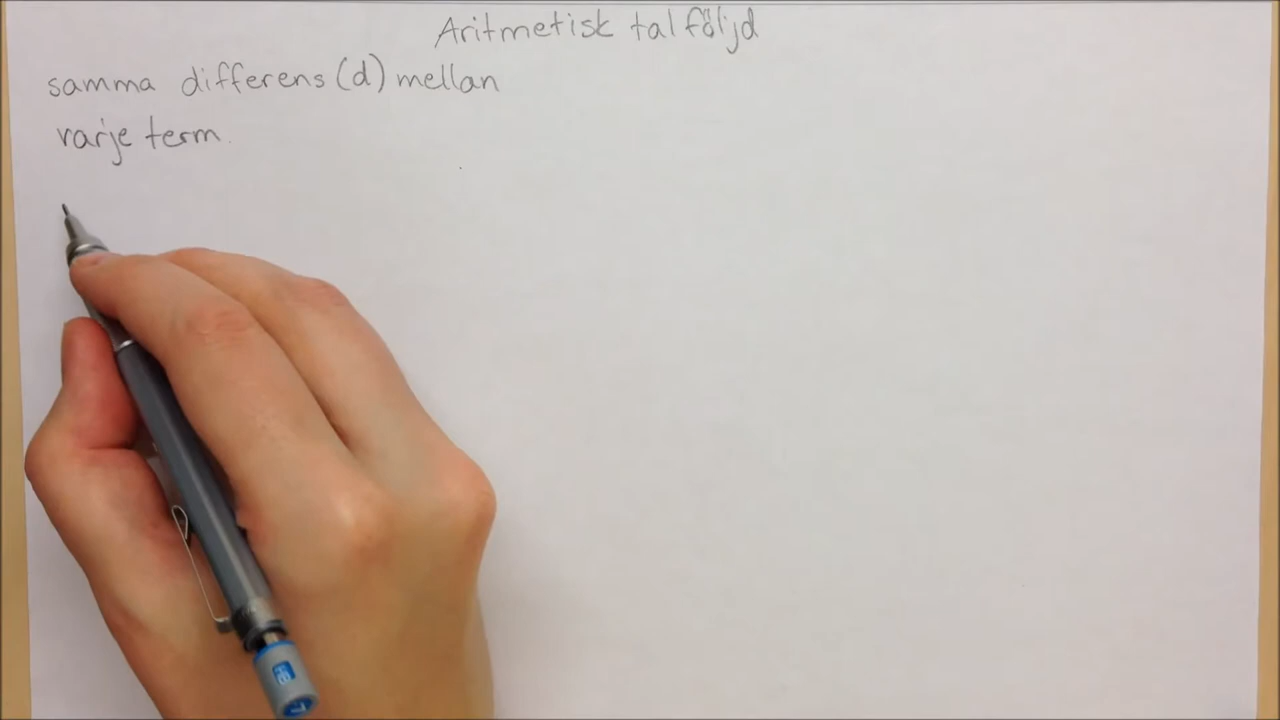 Aritmetisk talföljd
samma differens (d) mellan
varje term.